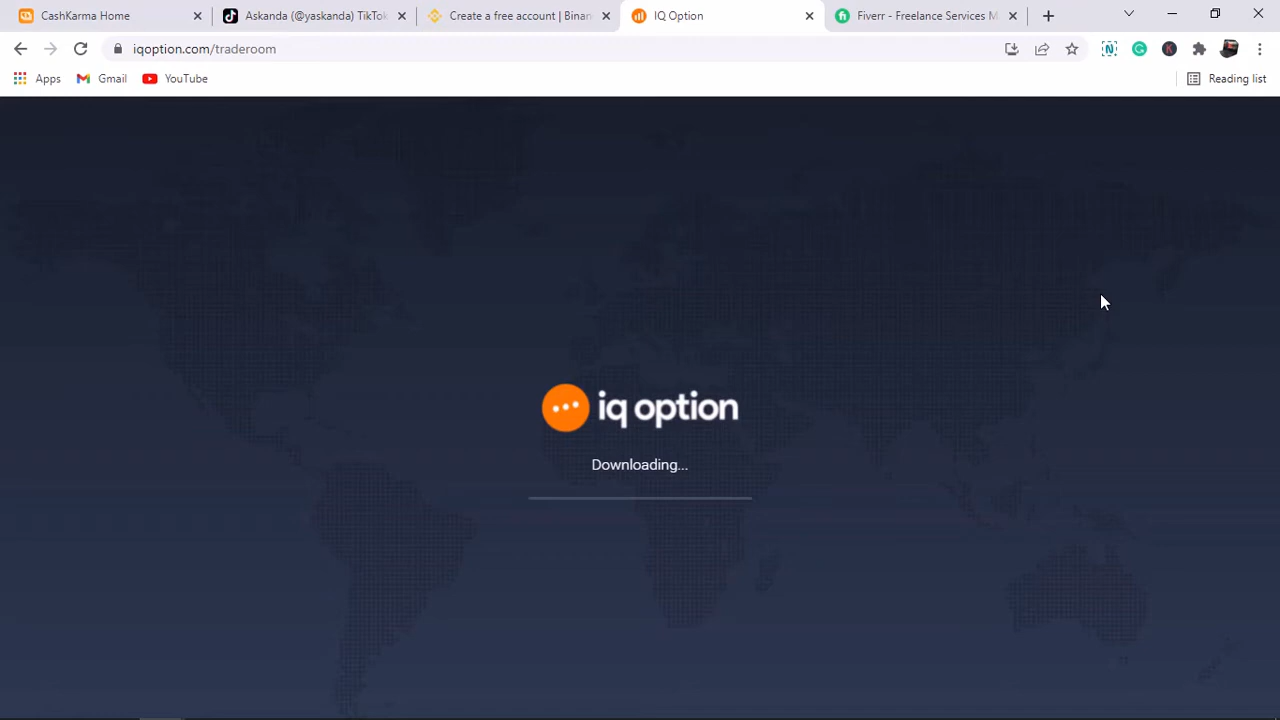 CashKarma Home
Askanda (@yaskanda) TikTok
Create a free account | Binan
IQ Option
Fiverr - Freelance Services M
iqoption.com/traderoom
Apps
Gmail
YouTube
Reading list
iq option
Downloading...